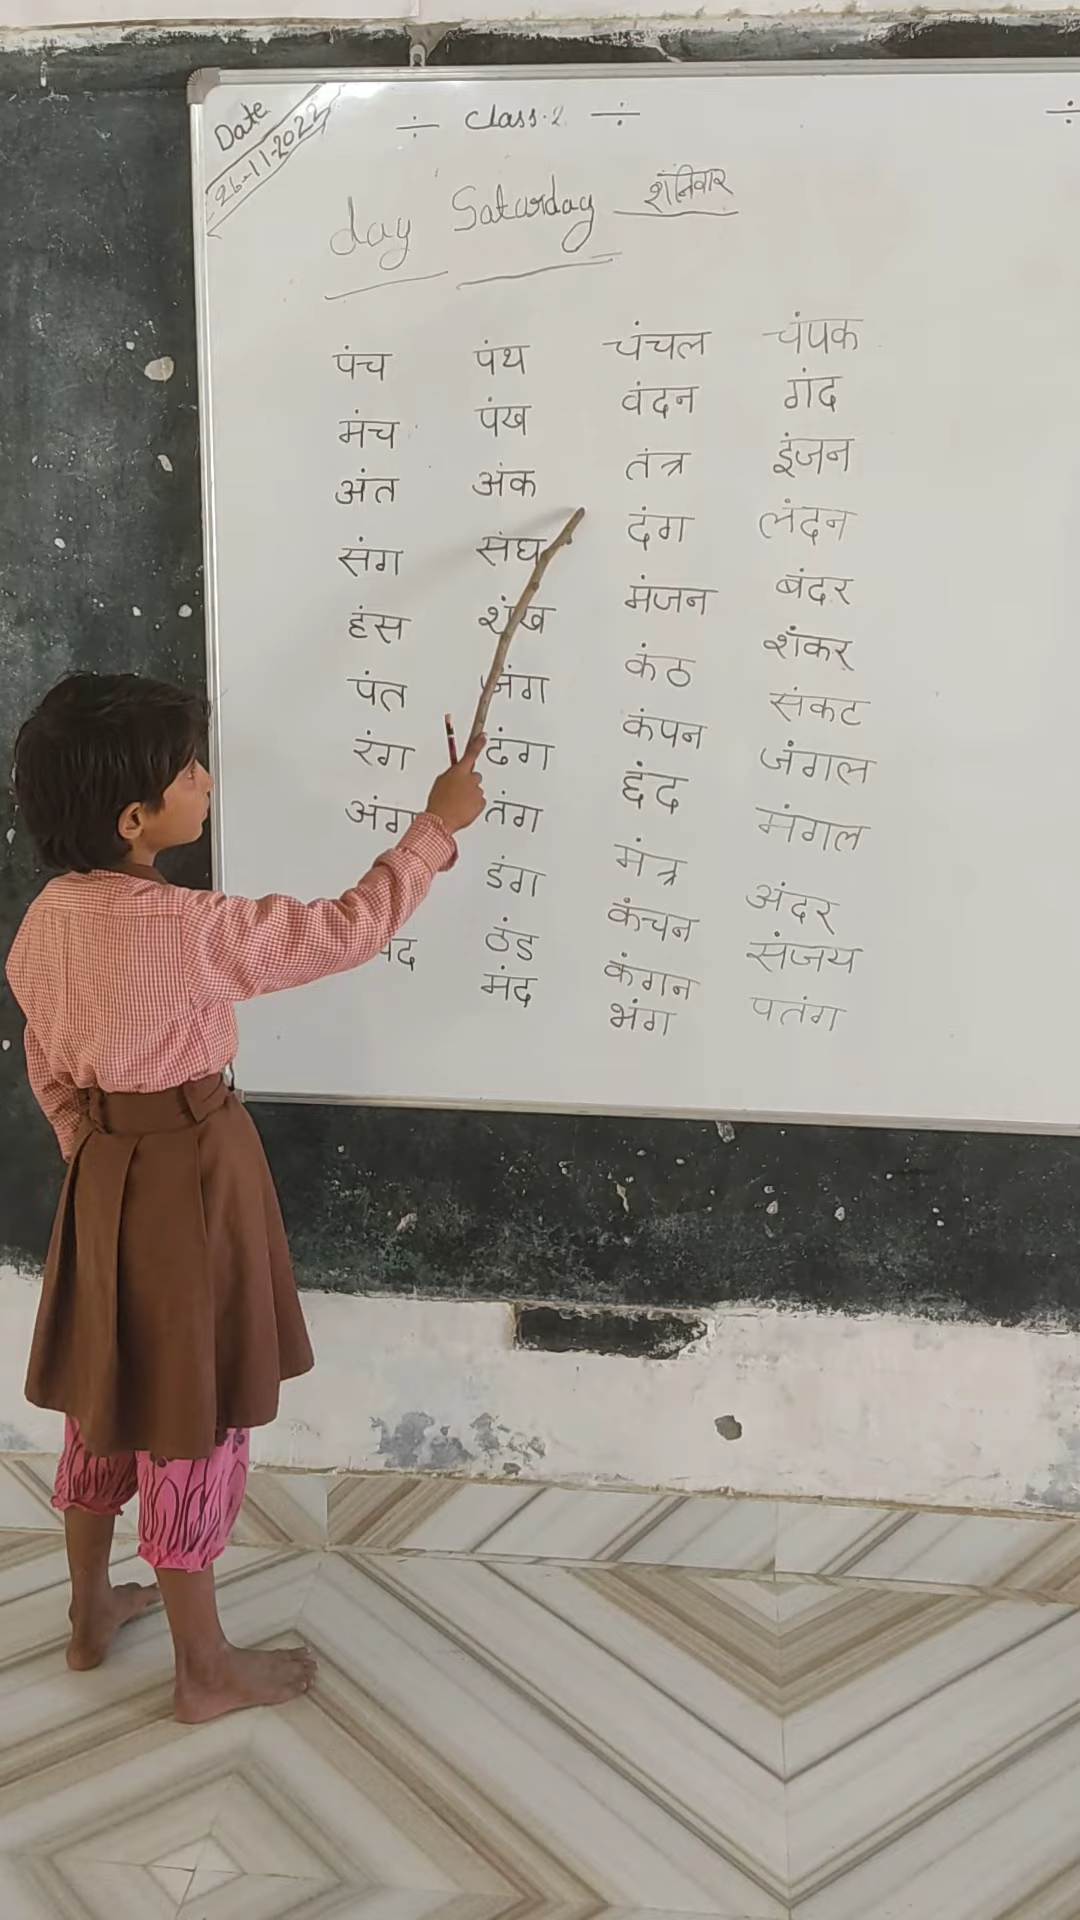 Date
26-11-2022
÷ Class-2 ÷ ÷
day Saturday शंनिवार
पंच पंथ चंचल चंपक
मंच पंख वंदन गंद
अंत अंक तंत्र इंजन
संग संघ दंग लंदन
हंस शंख मंजन बंदर
पंत जंग कंठ शंकर
रंग ढंग कंपन संकट
अंग तंग छंद जंगल
डंग मंत्र मंगल
ठंड कंचन अंदर
मंद कंगन संजय
भंग पतंग